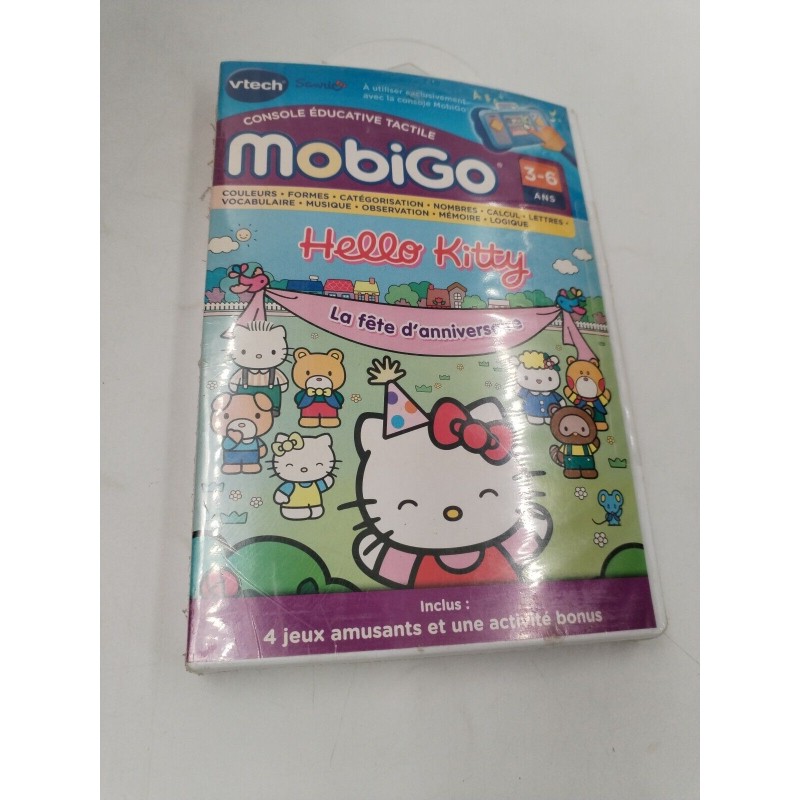 vtech
Sanrio
À utiliser exclusivement
avec la console MobiGo
CONSOLE ÉDUCATIVE TACTILE
MobiGo
3-6
ANS
COULEURS • FORMES • CATÉGORISATION • NOMBRES • CALCUL • LETTRES •
VOCABULAIRE • MUSIQUE • OBSERVATION • MÉMOIRE • LOGIQUE
Hello Kitty
La fête d'anniversaire
Inclus :
4 jeux amusants et une activité bonus